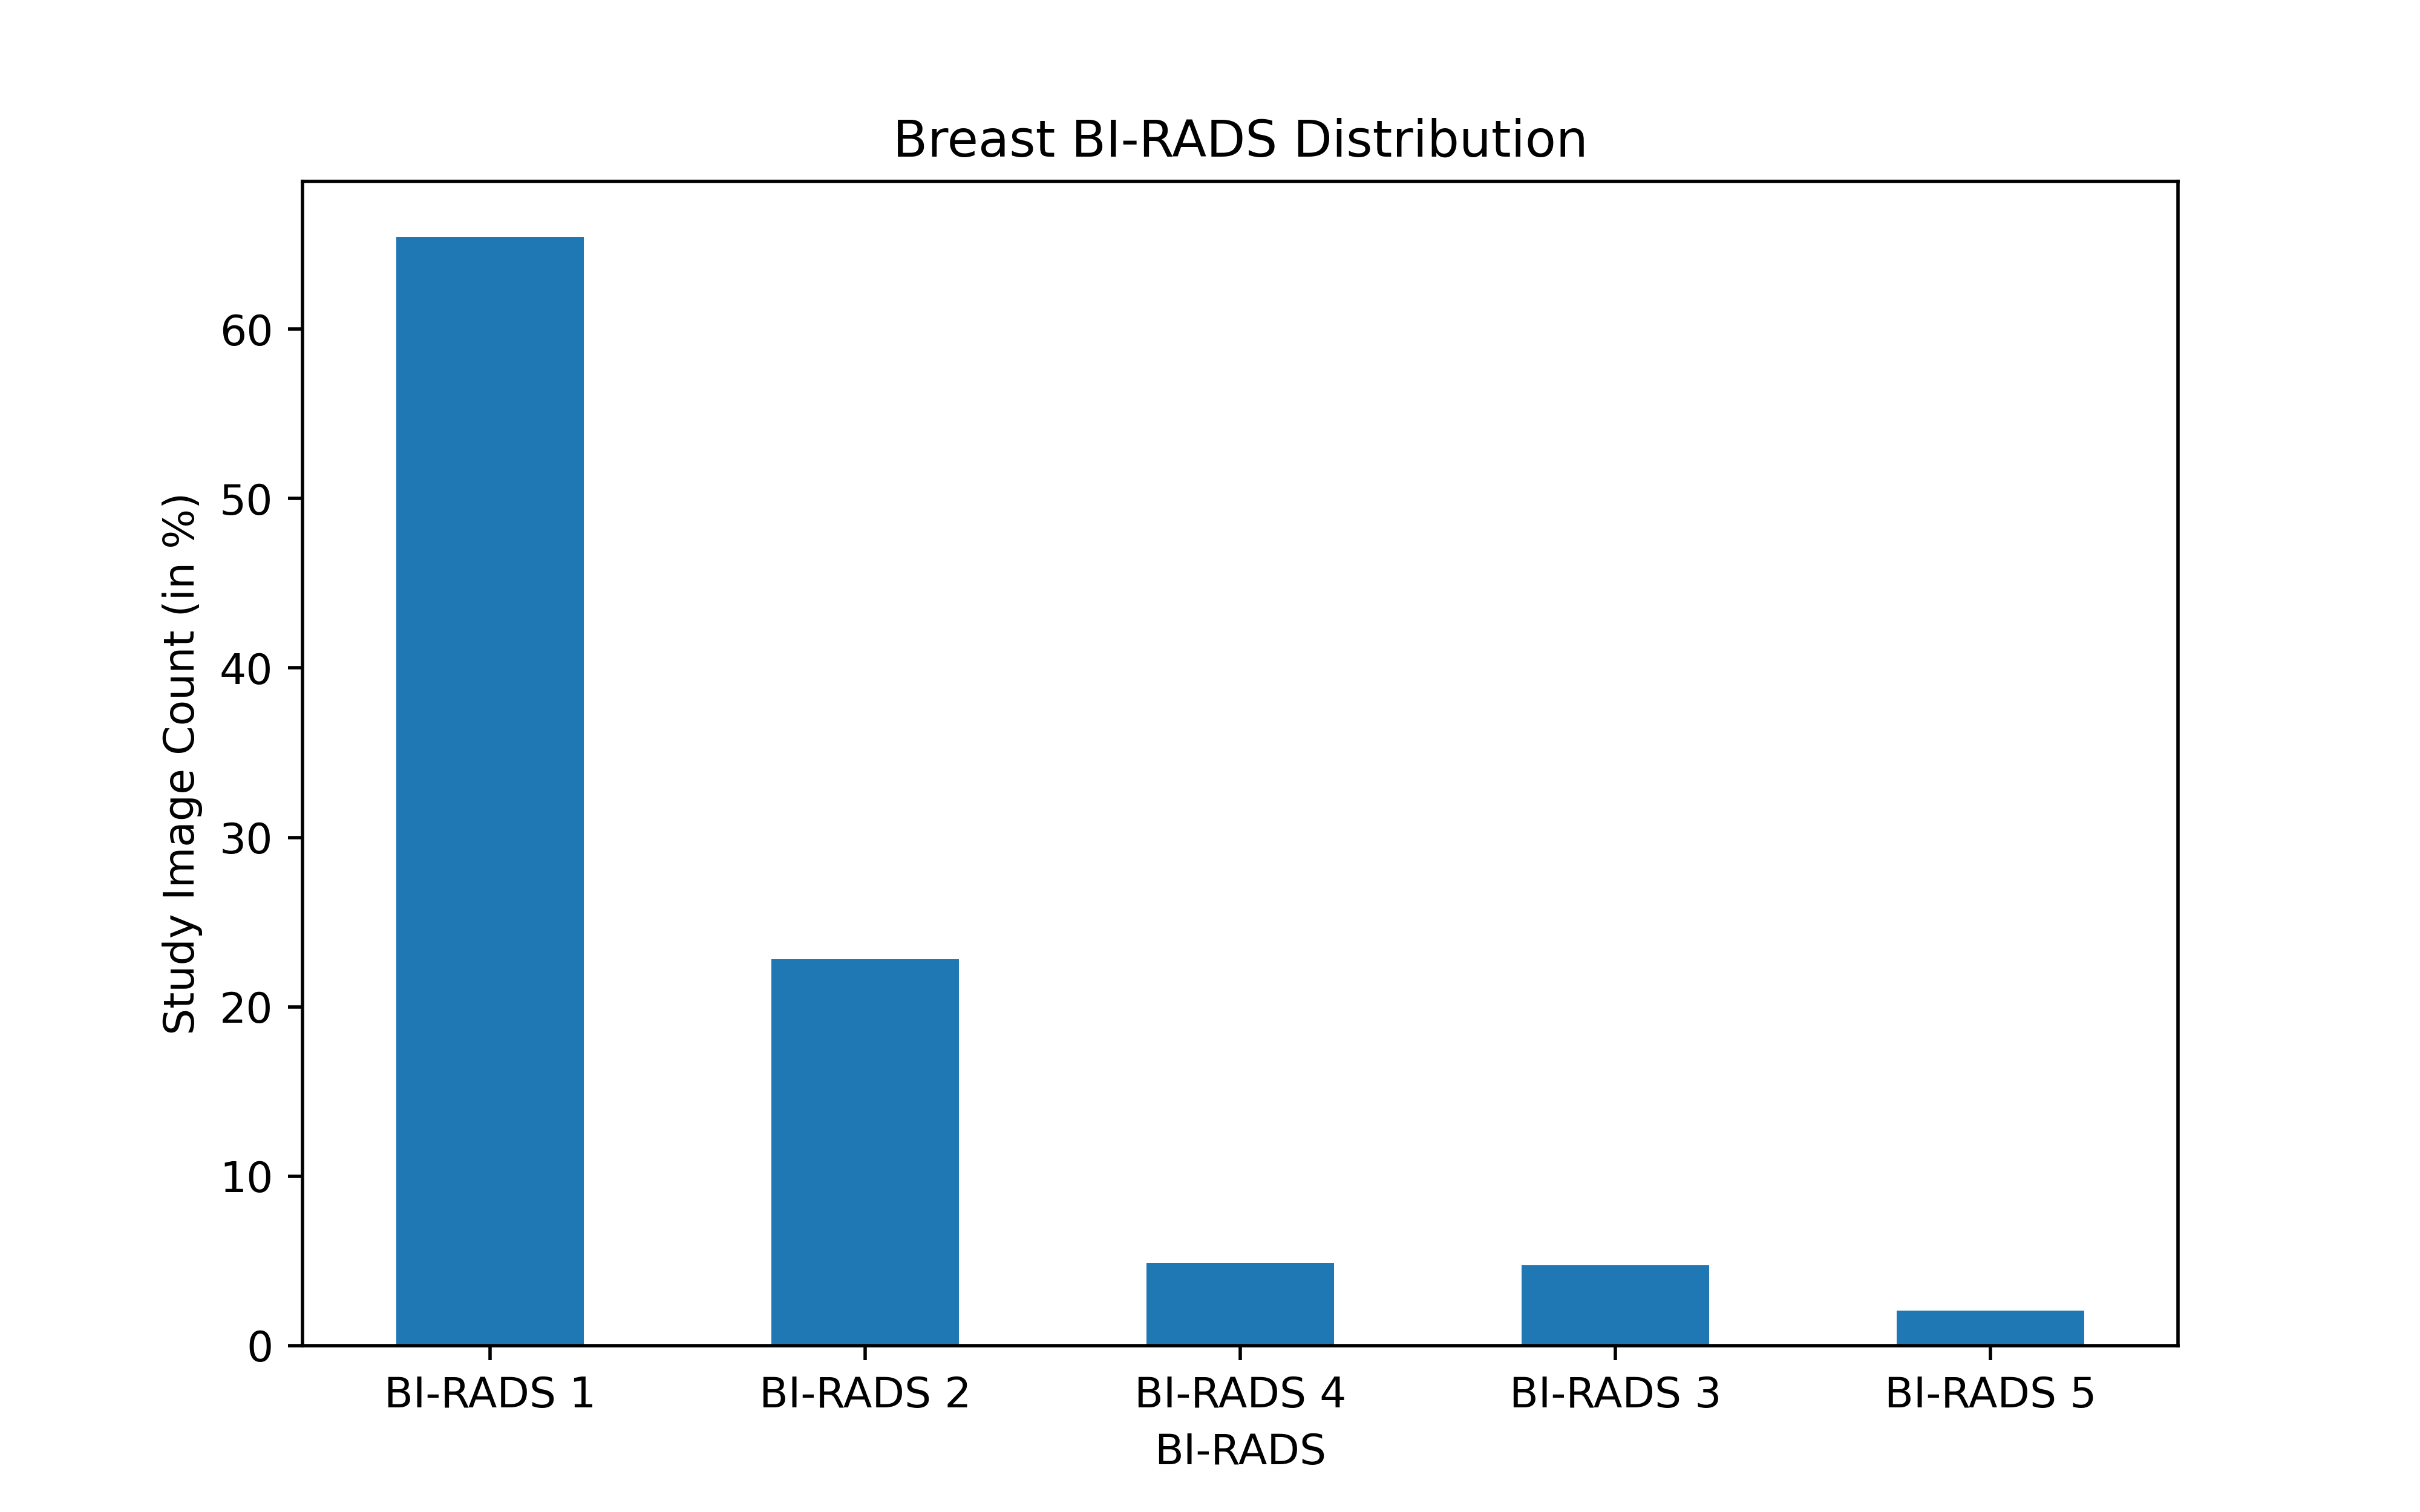 Breast BI-RADS Distribution
Study Image Count (in %)
60
50
40
30
20
10
0
BI-RADS 1
BI-RADS 2
BI-RADS 4
BI-RADS 3
BI-RADS 5
BI-RADS